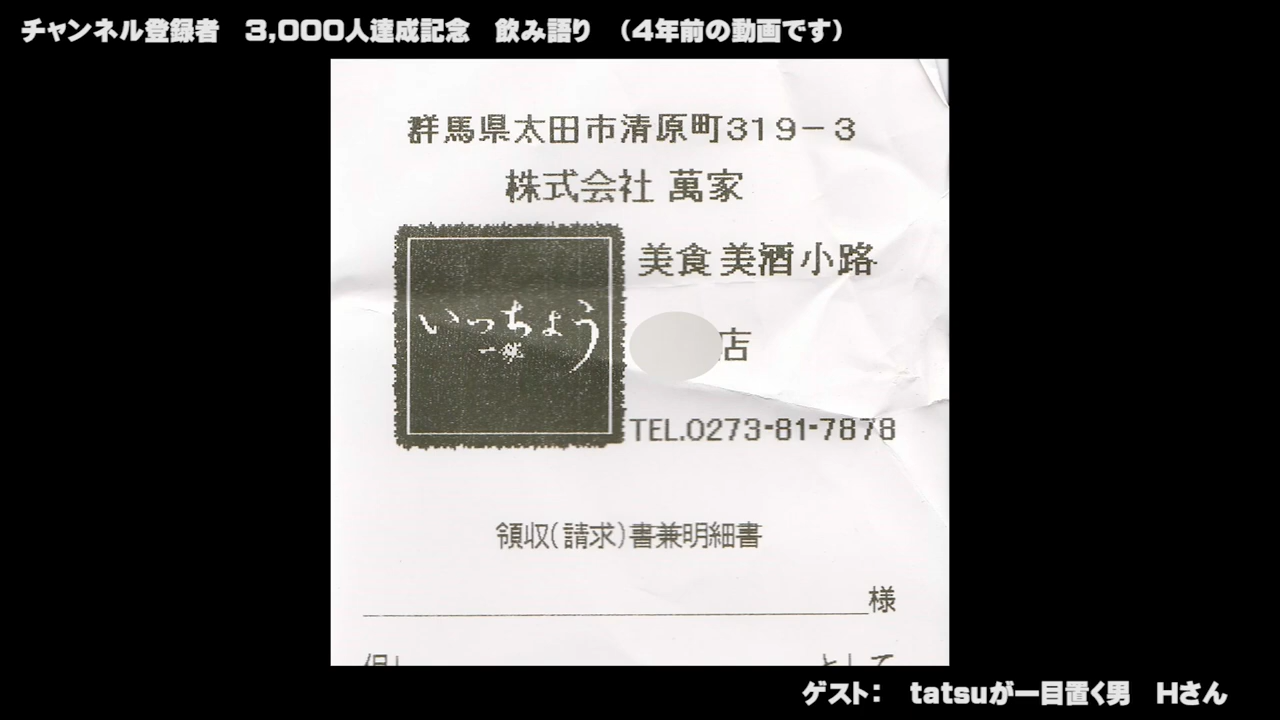 チャンネル登録者　3,000人達成記念　飲み語り　（4年前の動画です）
群馬県太田市清原町319－3
株式会社 萬家
美食 美酒小路
いっちょう
店
TEL.0273-81-7878
領収(請求)書兼明細書
様
ゲスト：　tatsuが一目置く男　Hさん